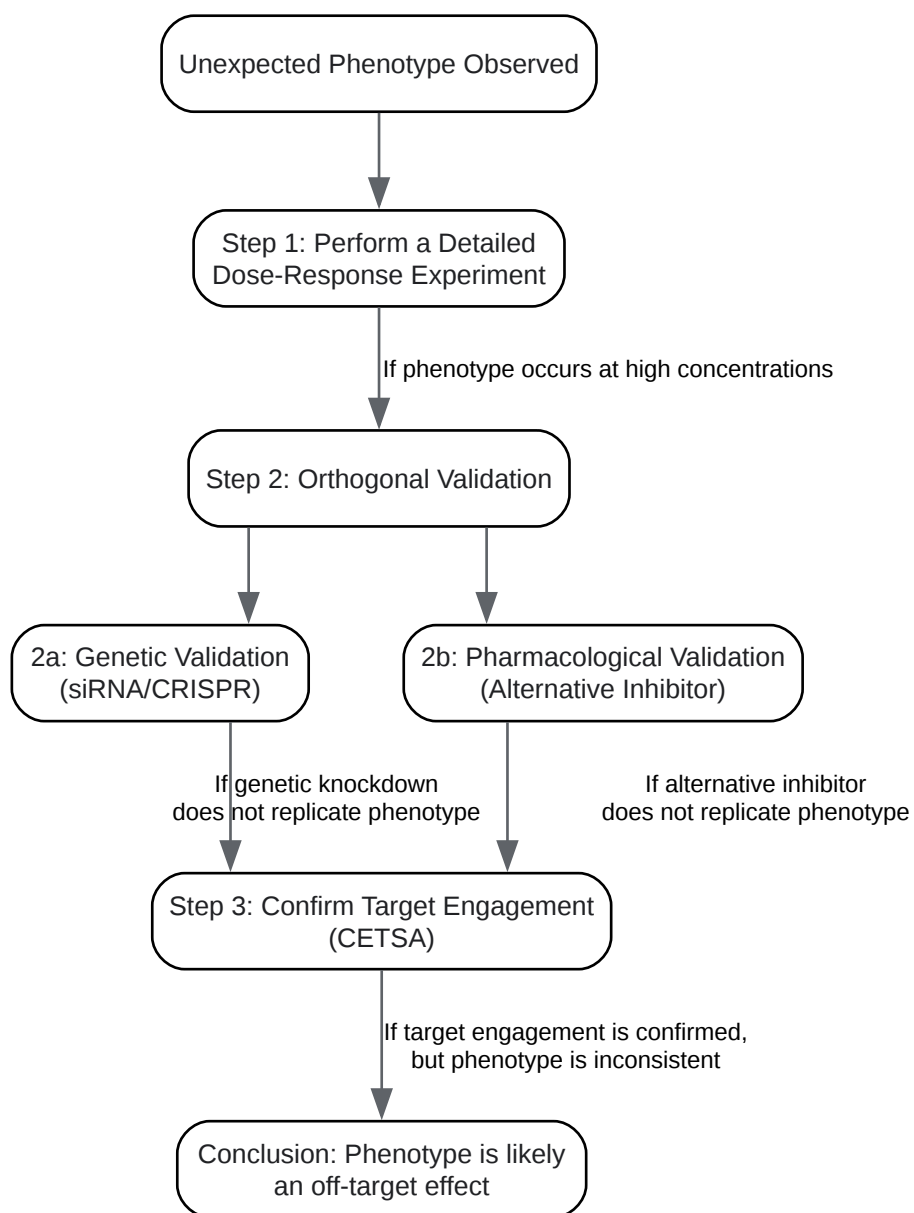 Unexpected Phenotype Observed
Step 1: Perform a Detailed
Dose-Response Experiment
If phenotype occurs at high concentrations
Step 2: Orthogonal Validation
2a: Genetic Validation
(siRNA/CRISPR)
2b: Pharmacological Validation
(Alternative Inhibitor)
If genetic knockdown
does not replicate phenotype
If alternative inhibitor
does not replicate phenotype
Step 3: Confirm Target Engagement
(CETSA)
If target engagement is confirmed,
but phenotype is inconsistent
Conclusion: Phenotype is likely
an off-target effect